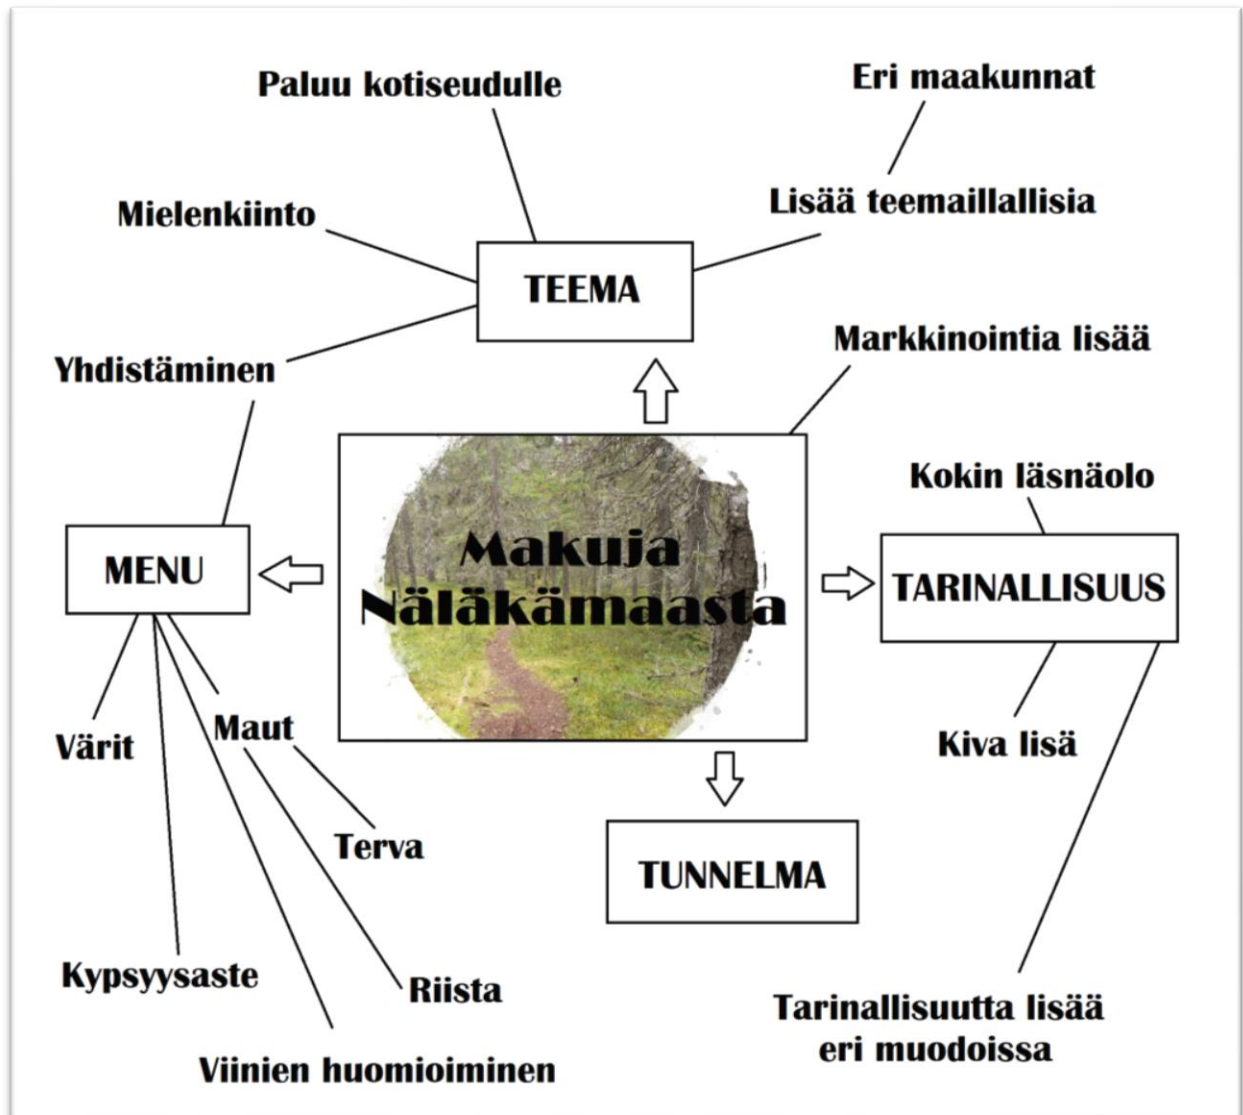 Paluu kotiseudulle
Eri maakunnat
Mielenkiinto
Lisää teemaillallisia
TEEMA
Markkinointia lisää
Yhdistäminen
Kokin läsnäolo
MENU
Makuja
Näläkämaasta
TARINALLISUUS
Värit
Maut
Kiva lisä
Terva
TUNNELMA
Kypsyysaste
Riista
Tarinallisuutta lisää
eri muodoissa
Viinien huomioiminen